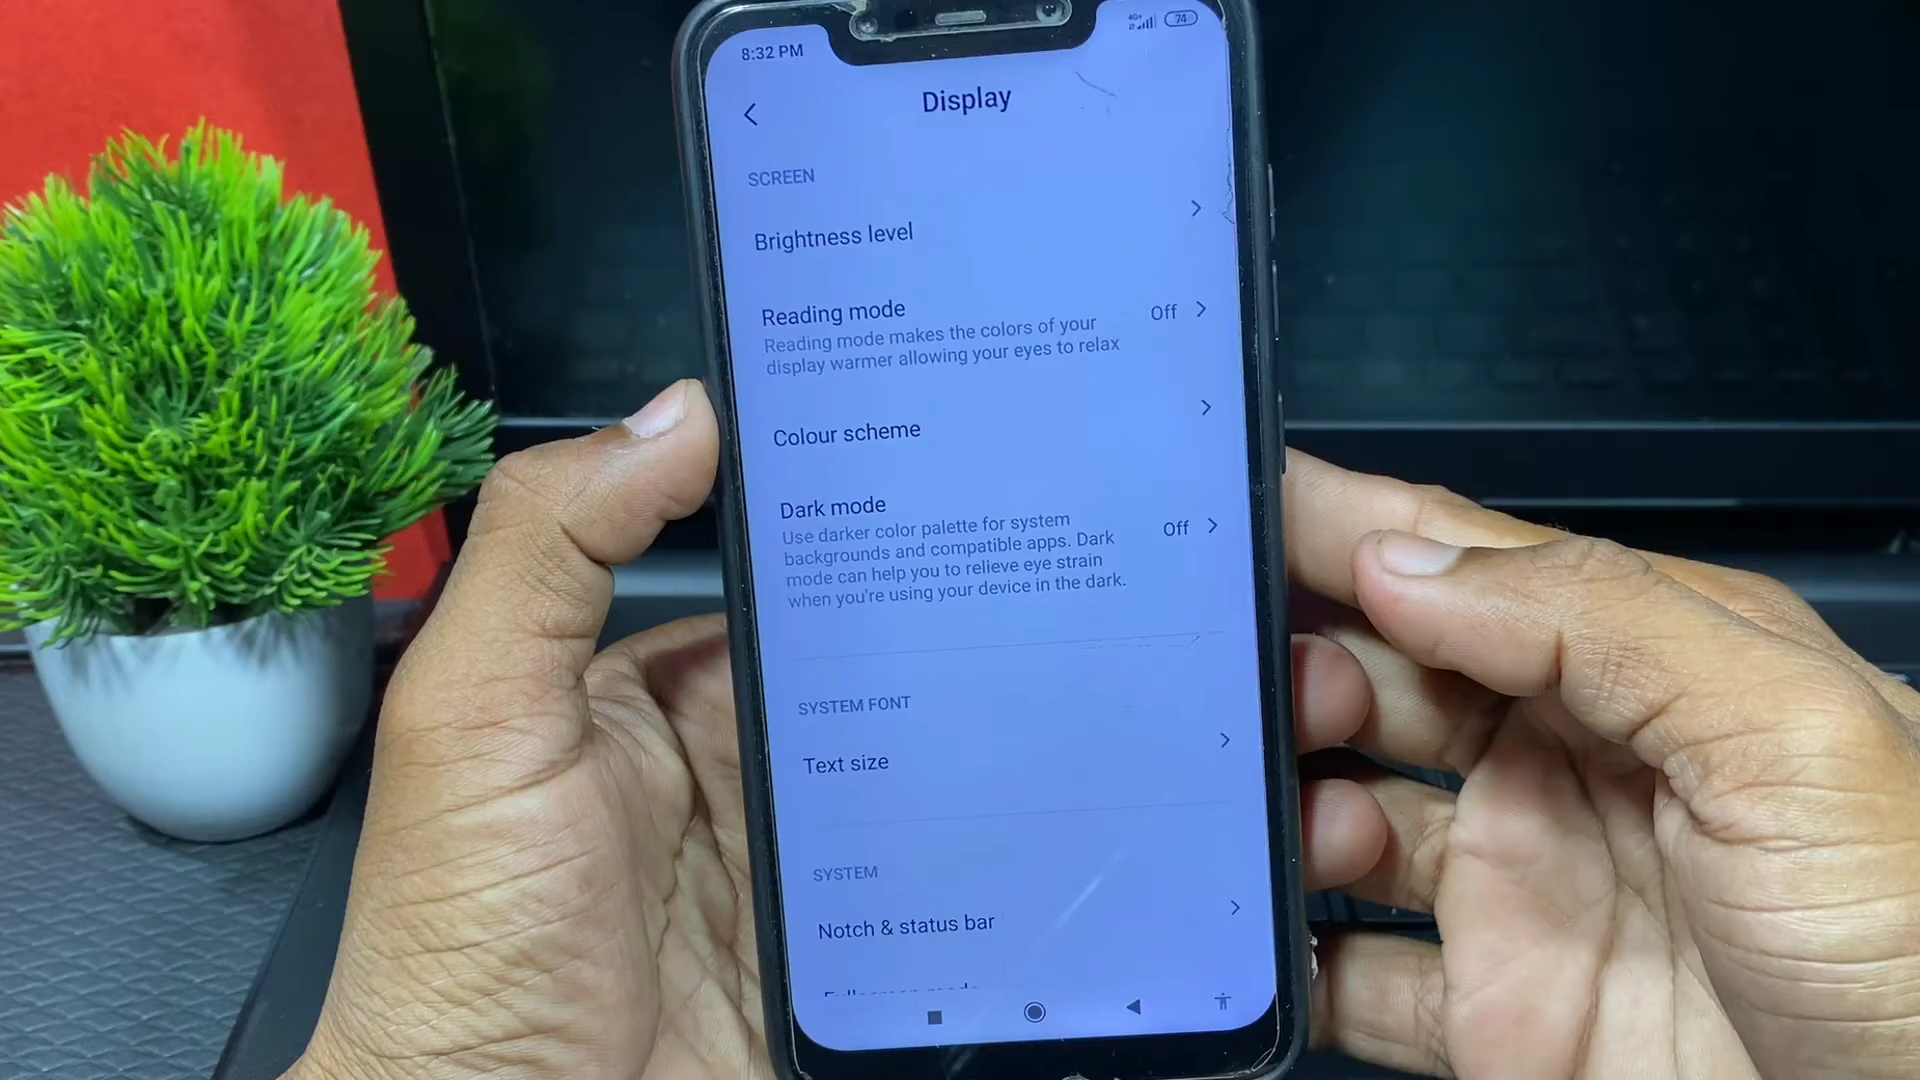 8:32 PM
4G+
74
Display
SCREEN
Brightness level
Reading mode
Reading mode makes the colors of your
display warmer allowing your eyes to relax
Off
Colour scheme
Dark mode
Use darker color palette for system
backgrounds and compatible apps. Dark
mode can help you to relieve eye strain
when you're using your device in the dark.
Off
SYSTEM FONT
Text size
SYSTEM
Notch & status bar